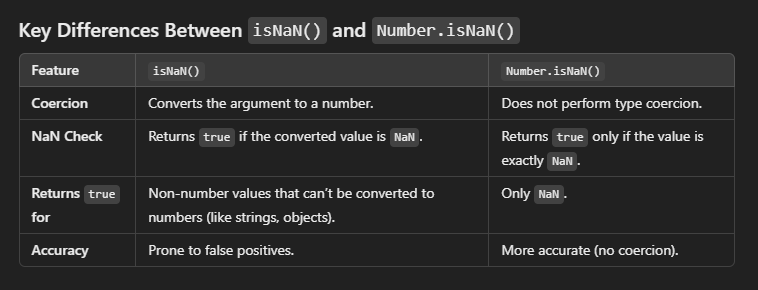 Key Differences Between isNaN() and Number.isNaN()
Feature isNaN() Number.isNaN()
Coercion Converts the argument to a number. Does not perform type coercion.
NaN Check Returns true if the converted value is NaN. Returns true only if the value is
exactly NaN.
Returns true Non-number values that can’t be converted to Only NaN.
for numbers (like strings, objects).
Accuracy Prone to false positives. More accurate (no coercion).